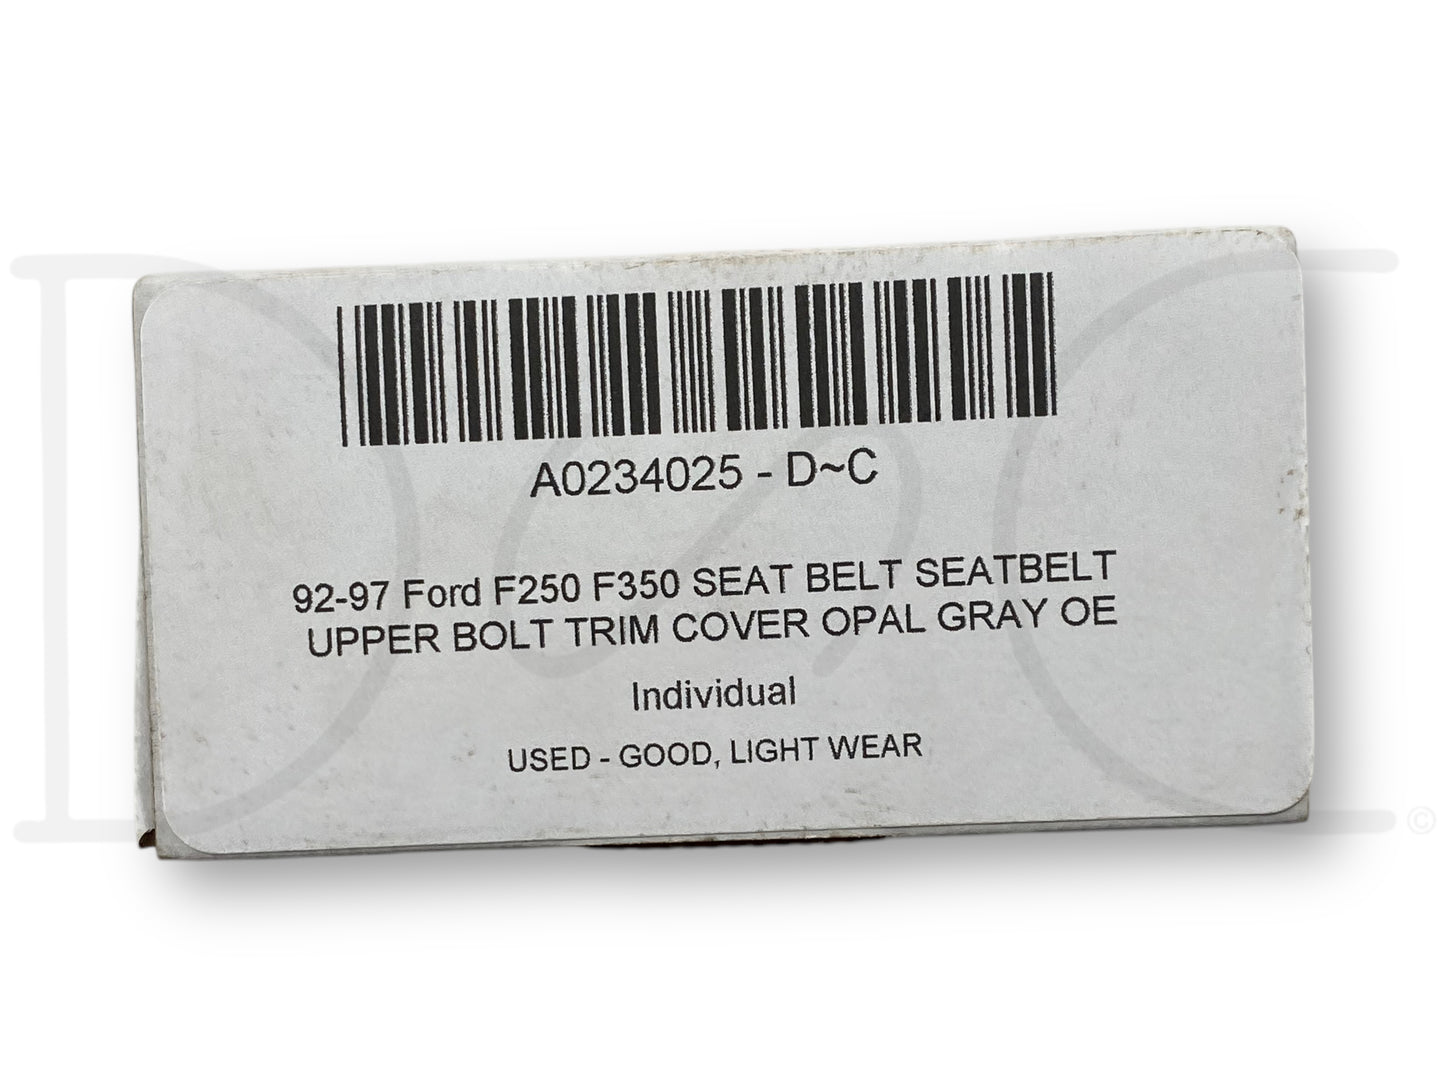 A0234025 - D~C
92-97 Ford F250 F350 SEAT BELT SEATBELT
UPPER BOLT TRIM COVER OPAL GRAY OE
Individual
USED - GOOD, LIGHT WEAR
D~C
©